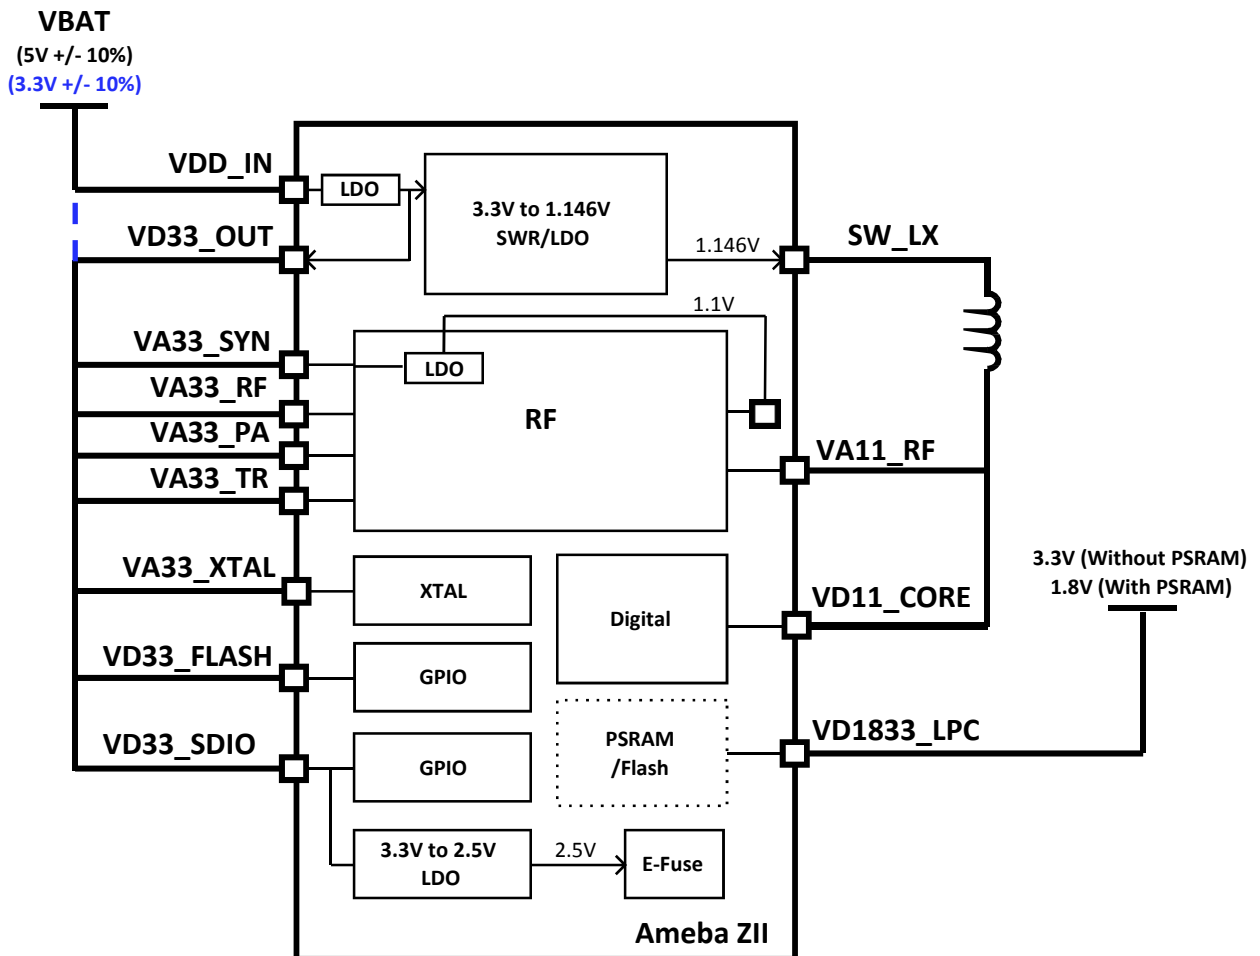 VBAT
(5V +/- 10%)
(3.3V +/- 10%)
VDD_IN
LDO
3.3V to 1.146V
SWR/LDO
VD33_OUT
1.146V
SW_LX
1.1V
VA33_SYN
LDO
VA33_RF
RF
VA33_PA
VA11_RF
VA33_TR
3.3V (Without PSRAM)
1.8V (With PSRAM)
VA33_XTAL
XTAL
Digital
VD11_CORE
VD33_FLASH
GPIO
VD33_SDIO
GPIO
PSRAM
/Flash
VD1833_LPC
3.3V to 2.5V
LDO
2.5V
E-Fuse
Ameba ZII